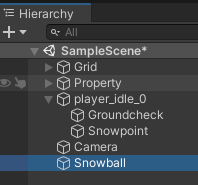 Hierarchy
All
SampleScene*
Grid
Property
player_idle_0
Groundcheck
Snowpoint
Camera
Snowball